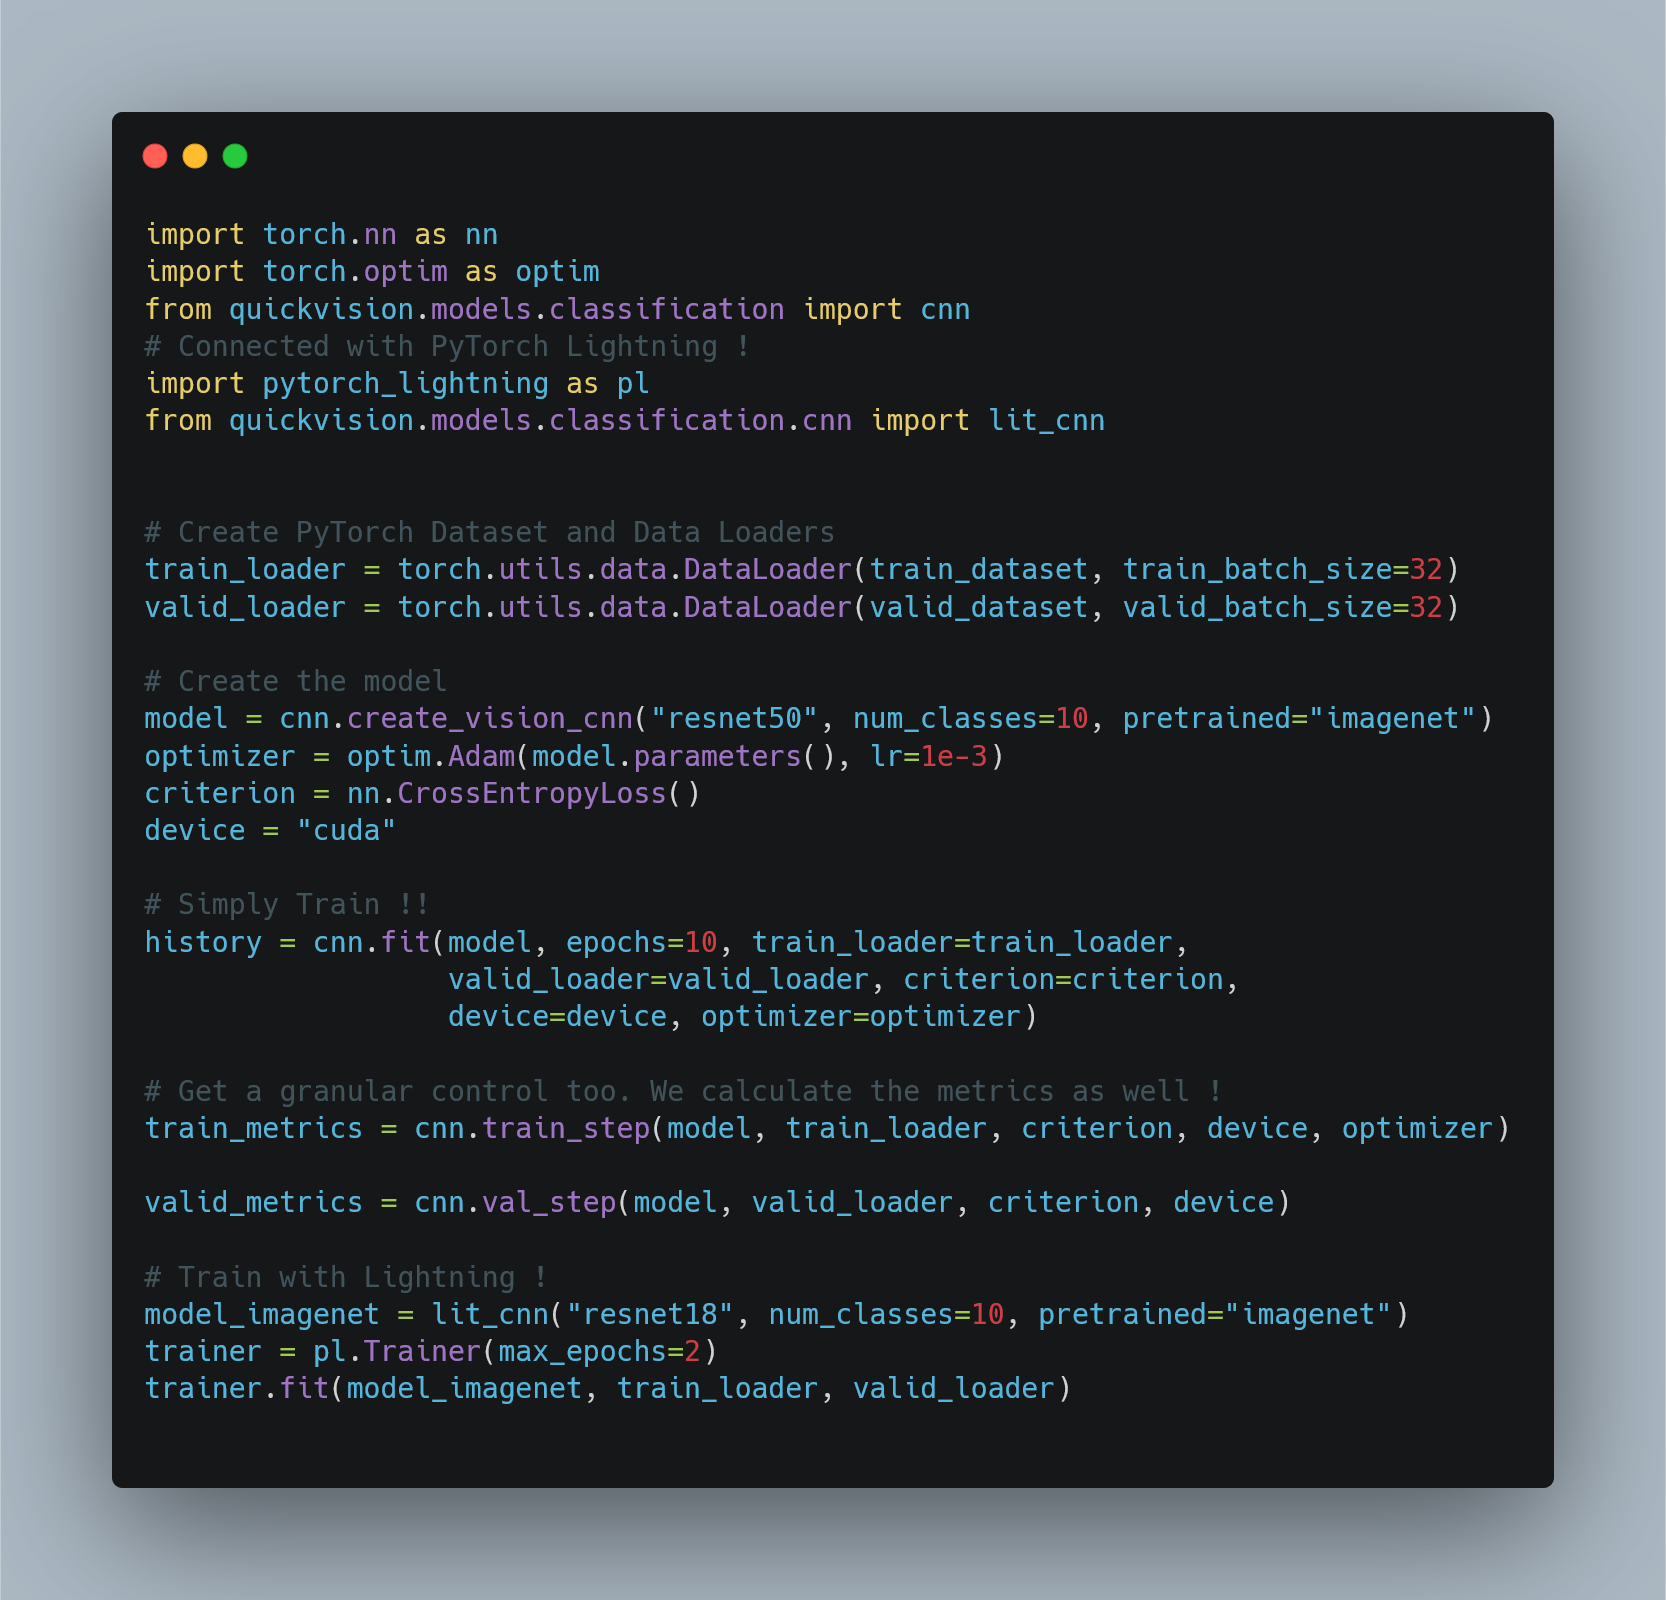 import torch.nn as nn
import torch.optim as optim
from quickvision.models.classification import cnn
# Connected with PyTorch Lightning !
import pytorch_lightning as pl
from quickvision.models.classification.cnn import lit_cnn
# Create PyTorch Dataset and Data Loaders
train_loader = torch.utils.data.DataLoader(train_dataset, train_batch_size=32)
valid_loader = torch.utils.data.DataLoader(valid_dataset, valid_batch_size=32)
# Create the model
model = cnn.create_vision_cnn("resnet50", num_classes=10, pretrained="imagenet")
optimizer = optim.Adam(model.parameters(), lr=1e-3)
criterion = nn.CrossEntropyLoss()
device = "cuda"
# Simply Train !!
history = cnn.fit(model, epochs=10, train_loader=train_loader,
                  valid_loader=valid_loader, criterion=criterion,
                  device=device, optimizer=optimizer)
# Get a granular control too. We calculate the metrics as well !
train_metrics = cnn.train_step(model, train_loader, criterion, device, optimizer)
valid_metrics = cnn.val_step(model, valid_loader, criterion, device)
# Train with Lightning !
model_imagenet = lit_cnn("resnet18", num_classes=10, pretrained="imagenet")
trainer = pl.Trainer(max_epochs=2)
trainer.fit(model_imagenet, train_loader, valid_loader)